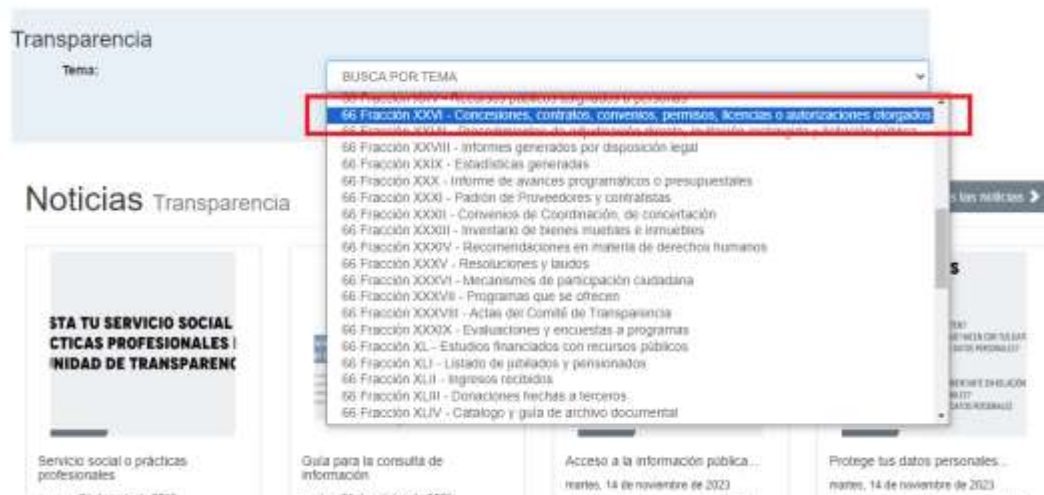 Transparencia
Tema:
BUSCA POR TEMA
66 Fracción XXVI - Concesiones, contratos, convenios, permisos, licencias o autorizaciones otorgados
66 Fracción XXVIII - Informes generados por disposición legal
66 Fracción XXIX - Estadísticas generadas
66 Fracción XXX - Informe de avances programáticos o presupuestales
66 Fracción XXXI - Padrón de Proveedores y contratistas
66 Fracción XXXII - Convenios de Coordinación, de concertación
66 Fracción XXXIII - Inventario de bienes muebles e inmuebles
66 Fracción XXXIV - Recomendaciones en materia de derechos humanos
66 Fracción XXXV - Resoluciones y laudos
66 Fracción XXXVI - Mecanismos de participación ciudadana
66 Fracción XXXVII - Programas que se ofrecen
66 Fracción XXXVIII - Actas del Comité de Transparencia
66 Fracción XXXIX - Evaluaciones y encuestas a programas
66 Fracción XL - Estudios financiados con recursos públicos
66 Fracción XLI - Listado de jubilados y pensionados
66 Fracción XLII - Ingresos recibidos
66 Fracción XLIII - Donaciones hechas a terceros
66 Fracción XLIV - Catalogo y guía de archivo documental
Noticias Transparencia
las noticias
STA TU SERVICIO SOCIAL
CTICAS PROFESIONALES
NIDAD DE TRANSPARENC
Servicio social o prácticas
profesionales
Guía para la consulta de
información
Acceso a la información pública...
martes, 14 de noviembre de 2023
Protege tus datos personales...
martes, 14 de noviembre de 2023